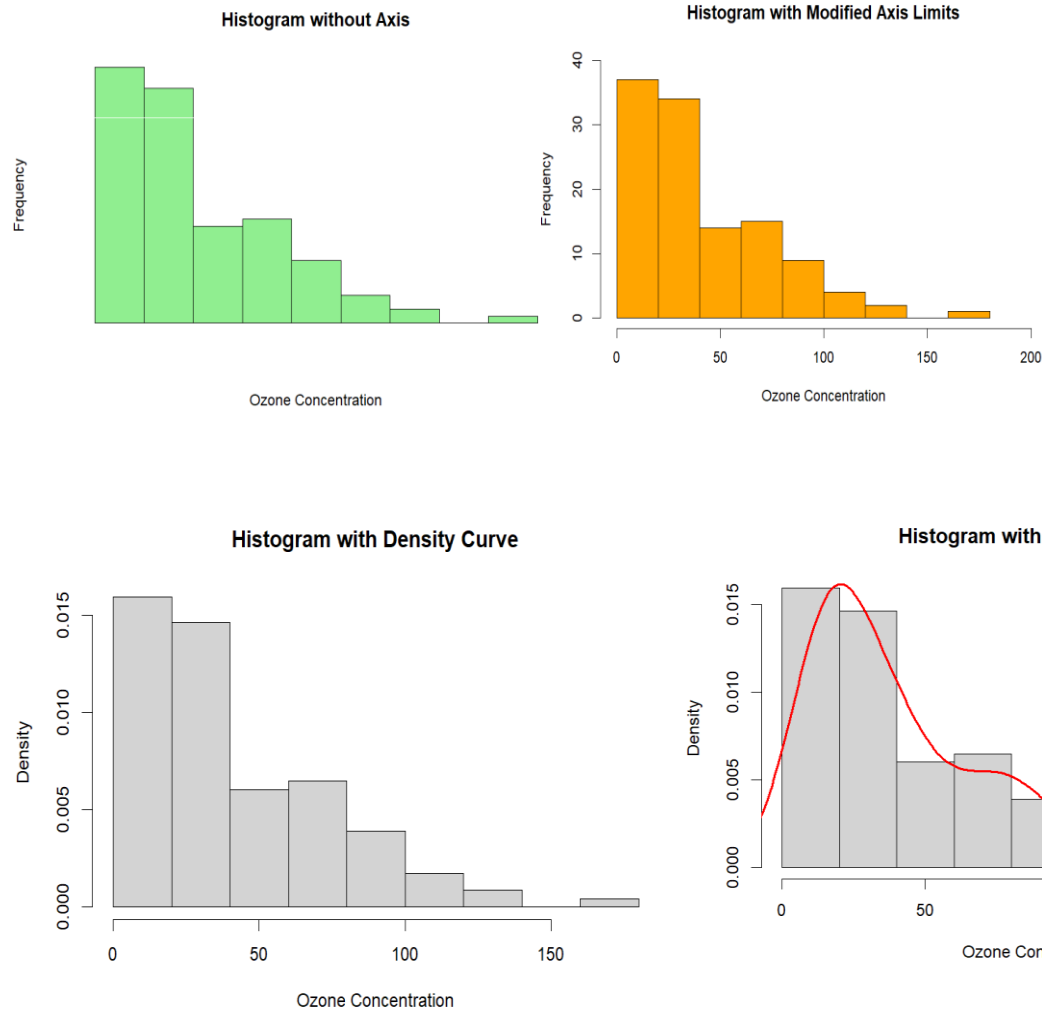 Histogram without Axis
Frequency
Ozone Concentration
Histogram with Modified Axis Limits
Frequency
0 10 20 30 40
0 50 100 150 200
Ozone Concentration
Histogram with Density Curve
Density
0.000 0.005 0.010 0.015
0 50 100 150
Ozone Concentration
Histogram with
Density
0.000 0.005 0.010 0.015
0 50
Ozone Con